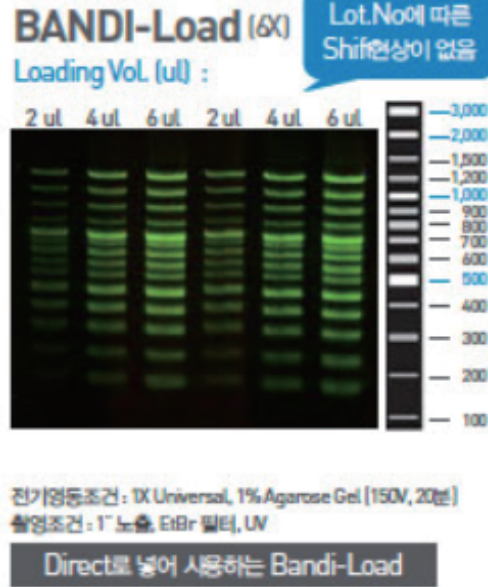 BANDI-Load (6X)
Lot.No에 따른
Shift현상이 없음
Loading Vol. (ul) :
2 ul 4 ul 6 ul 2 ul 4 ul 6 ul
3,000
2,000
1,500
1,200
1,000
900
800
700
600
500
400
300
200
100
전기영동조건 : 1X Universal, 1% Agarose Gel [150V, 20분]
촬영조건 : 1" 노출, EtBr 필터, UV
Direct로 넣어 사용하는 Bandi-Load